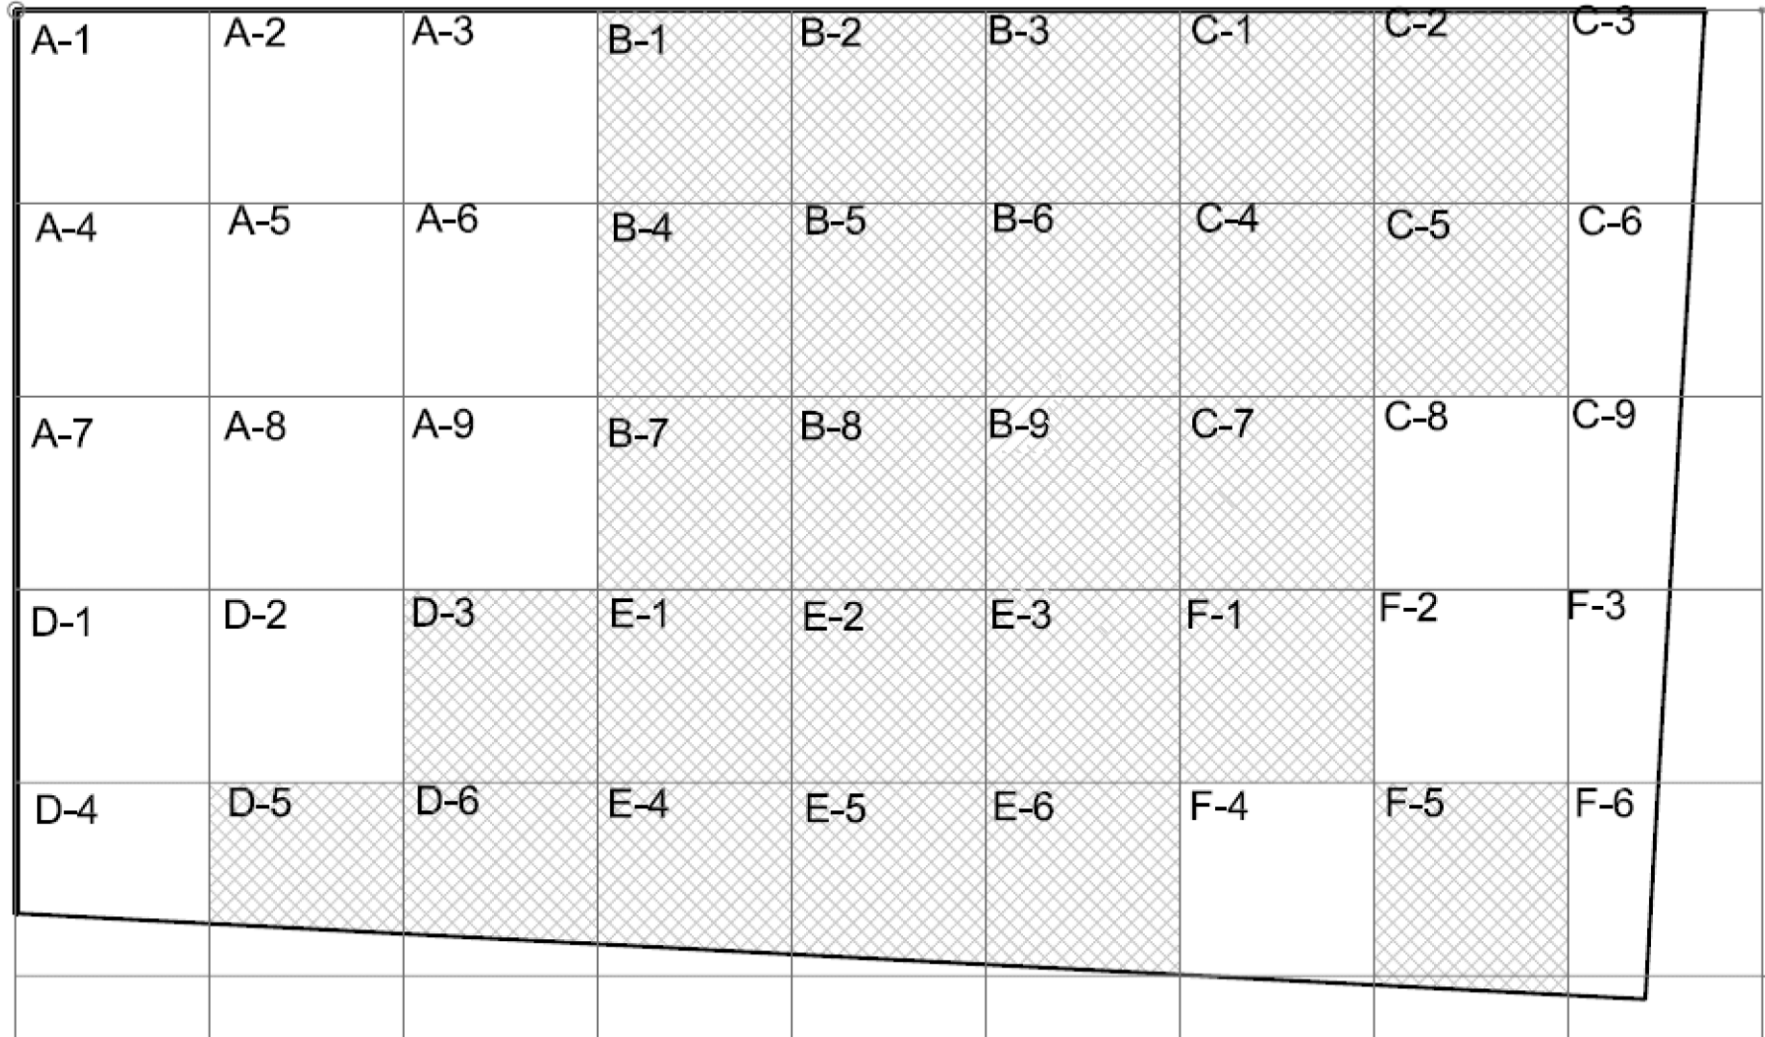 A-1 A-2 A-3 B-1 B-2 B-3 C-1 C-2 C-3
A-4 A-5 A-6 B-4 B-5 B-6 C-4 C-5 C-6
A-7 A-8 A-9 B-7 B-8 B-9 C-7 C-8 C-9
D-1 D-2 D-3 E-1 E-2 E-3 F-1 F-2 F-3
D-4 D-5 D-6 E-4 E-5 E-6 F-4 F-5 F-6